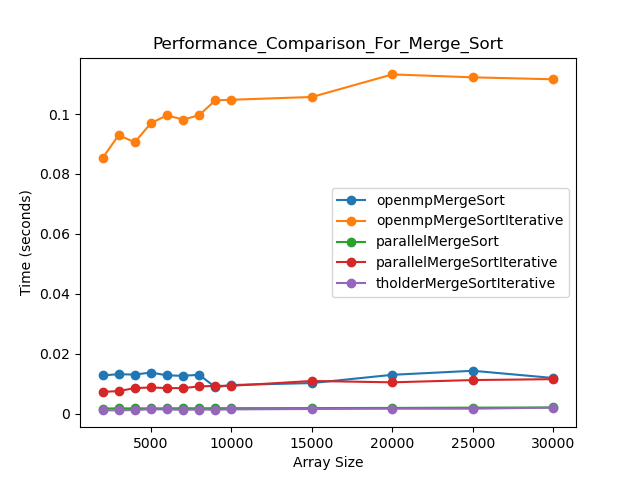 Performance_Comparison_For_Merge_Sort
0.1
0.08
0.06
0.04
0.02
0
Time (seconds)
openmpMergeSort
openmpMergeSortIterative
parallelMergeSort
parallelMergeSortIterative
tholderMergeSortIterative
5000 10000 15000 20000 25000 30000
Array Size